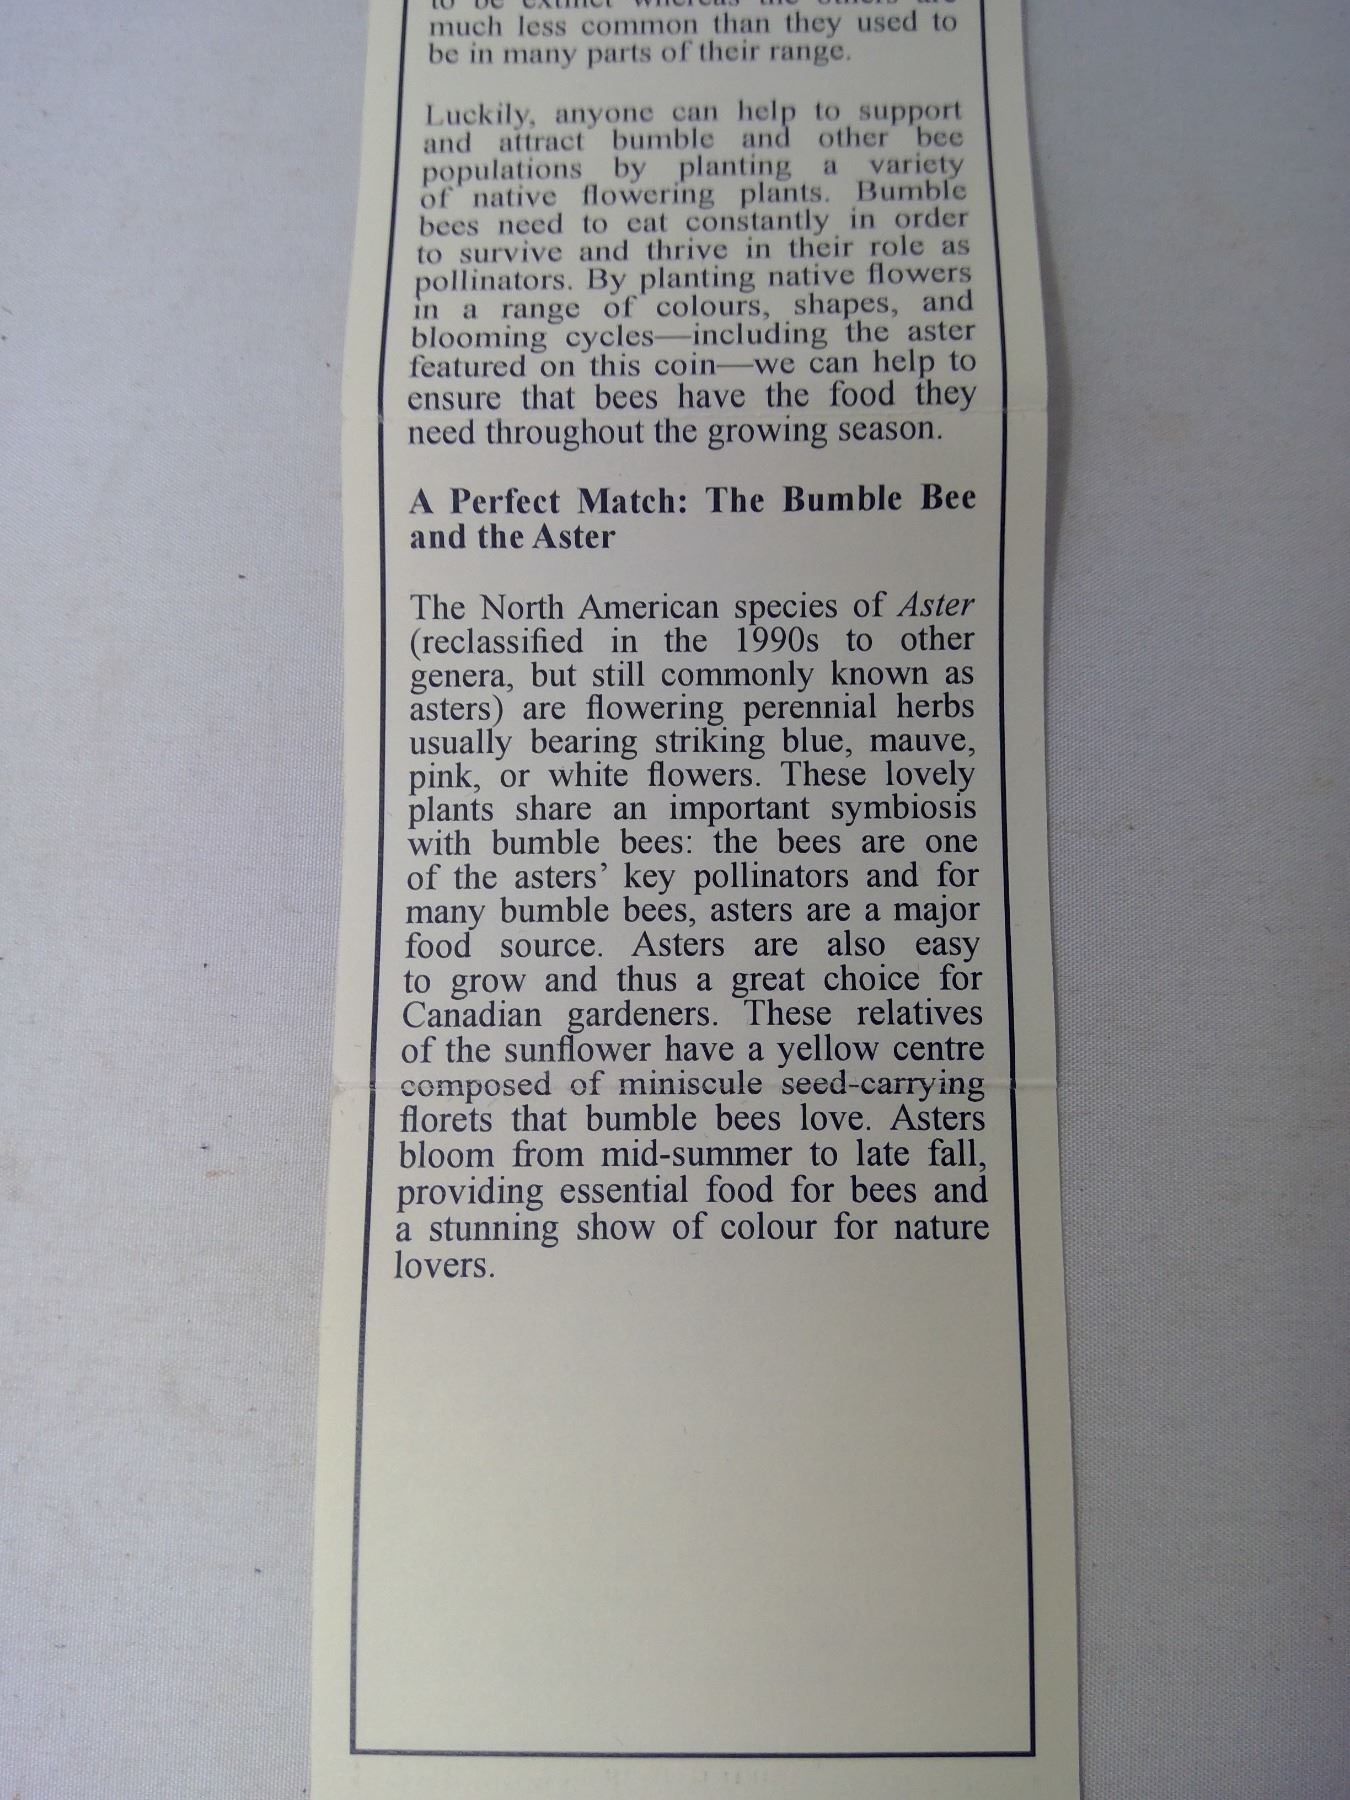 to be extinct whereas the others are
much less common than they used to
be in many parts of their range.
Luckily, anyone can help to support
and attract bumble and other bee
populations by planting a variety
of native flowering plants. Bumble
bees need to eat constantly in order
to survive and thrive in their role as
pollinators. By planting native flowers
in a range of colours, shapes, and
blooming cycles—including the aster
featured on this coin—we can help to
ensure that bees have the food they
need throughout the growing season.
A Perfect Match: The Bumble Bee
and the Aster
The North American species of Aster
(reclassified in the 1990s to other
genera, but still commonly known as
asters) are flowering perennial herbs
usually bearing striking blue, mauve,
pink, or white flowers. These lovely
plants share an important symbiosis
with bumble bees: the bees are one
of the asters’ key pollinators and for
many bumble bees, asters are a major
food source. Asters are also easy
to grow and thus a great choice for
Canadian gardeners. These relatives
of the sunflower have a yellow centre
composed of miniscule seed-carrying
florets that bumble bees love. Asters
bloom from mid-summer to late fall,
providing essential food for bees and
a stunning show of colour for nature
lovers.